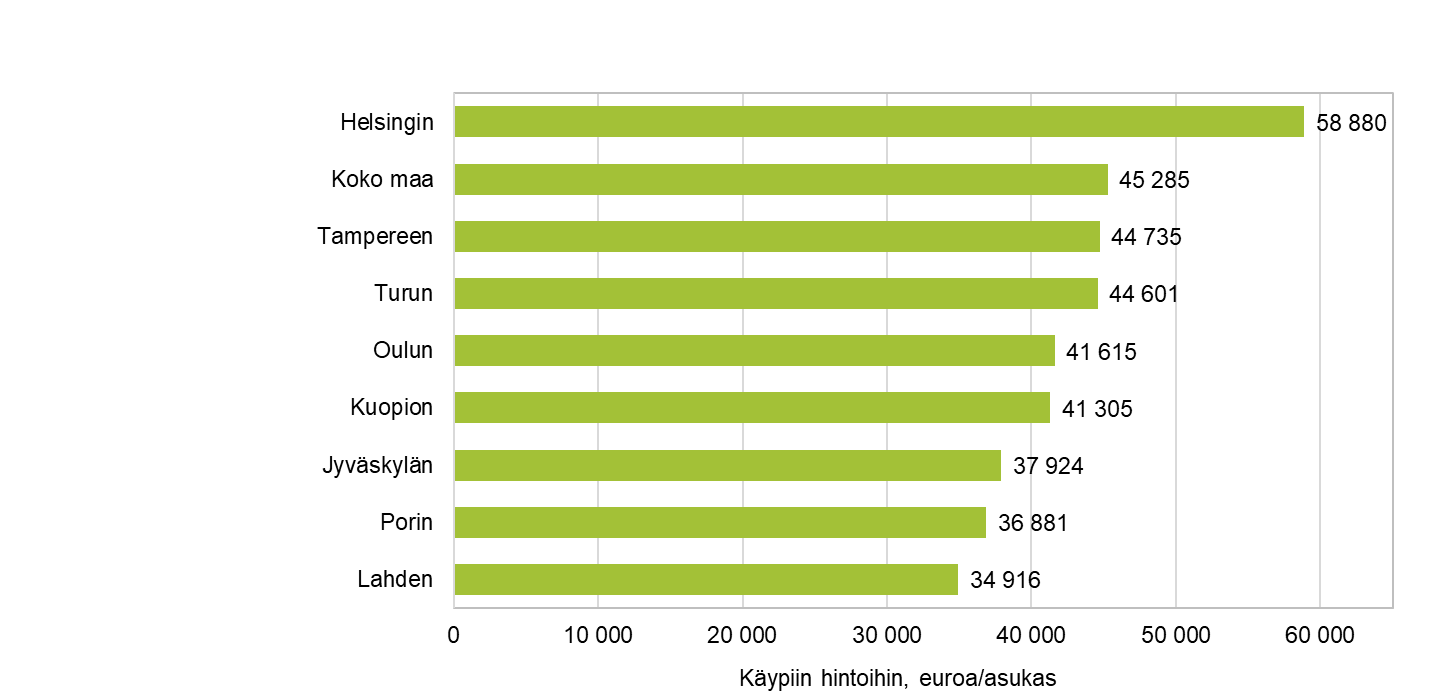 Helsingin 58 880
Koko maa 45 285
Tampereen 44 735
Turun 44 601
Oulun 41 615
Kuopion 41 305
Jyväskylän 37 924
Porin 36 881
Lahden 34 916
0 10 000 20 000 30 000 40 000 50 000 60 000
Käypiin hintoihin, euroa/asukas